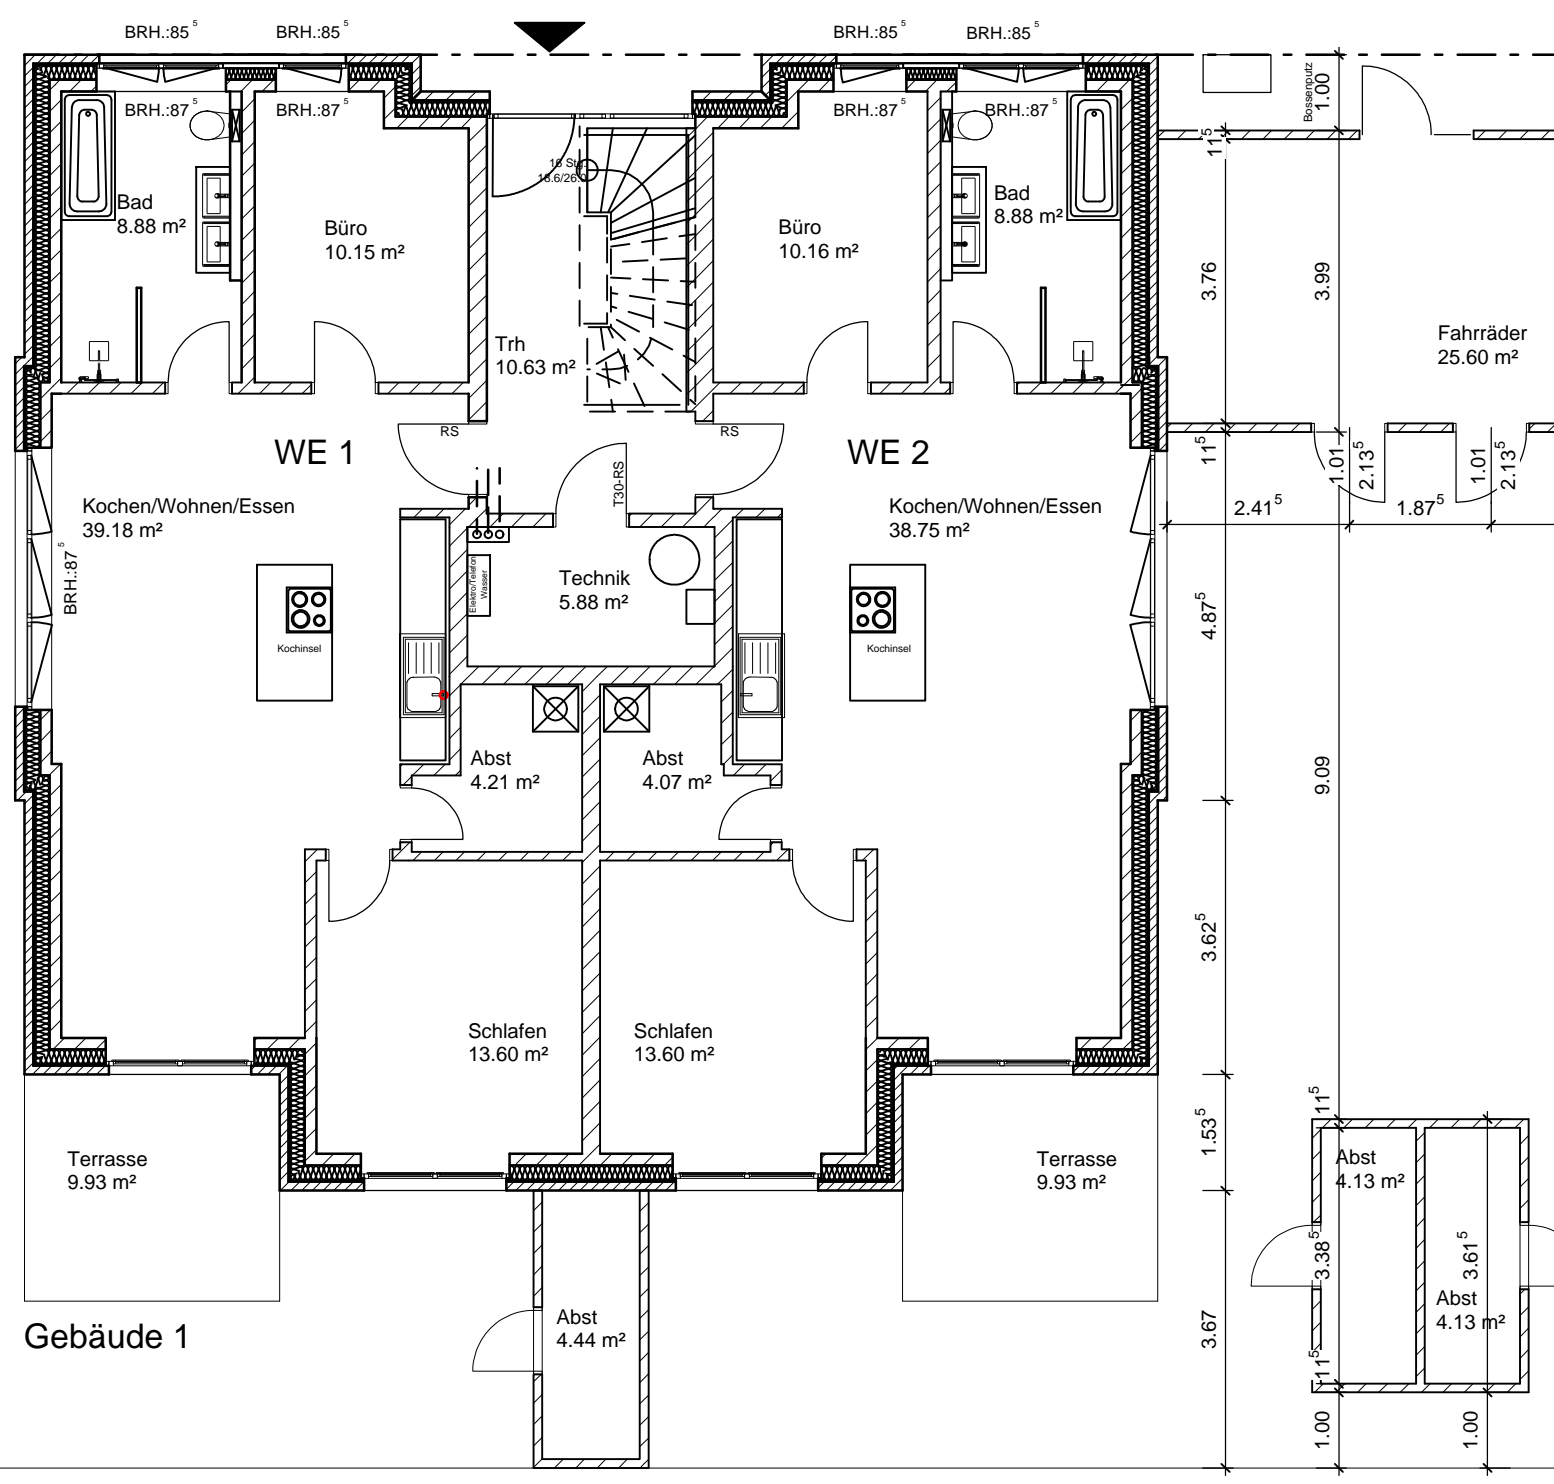 BRH.:85⁵
BRH.:85⁵
BRH.:85⁵
BRH.:85⁵
BRH.:87⁵
BRH.:87⁵
BRH.:87⁵
BRH.:87⁵
Bossenputz
1.00
11⁵
16 Stg.
18.6/26.0
Bad
8.88 m²
Büro
10.15 m²
Büro
10.16 m²
Bad
8.88 m²
3.76
3.99
Trh
10.63 m²
Fahrräder
25.60 m²
RS
RS
WE 1
WE 2
T30-RS
11⁵
1.01
2.13⁵
1.01
2.13⁵
2.41⁵
1.87⁵
Kochen/Wohnen/Essen
39.18 m²
Kochen/Wohnen/Essen
38.75 m²
BRH.:87⁵
Elektro/Telefon
Wasser
Technik
5.88 m²
4.87⁵
Kochinsel
Kochinsel
Abst
4.21 m²
Abst
4.07 m²
9.09
3.62⁵
Schlafen
13.60 m²
Schlafen
13.60 m²
11⁵
1.53⁵
Terrasse
9.93 m²
Terrasse
9.93 m²
Abst
4.13 m²
3.38⁵
3.61⁵
Abst
4.13 m²
Abst
4.44 m²
3.67
11⁵
Gebäude 1
1.00
1.00